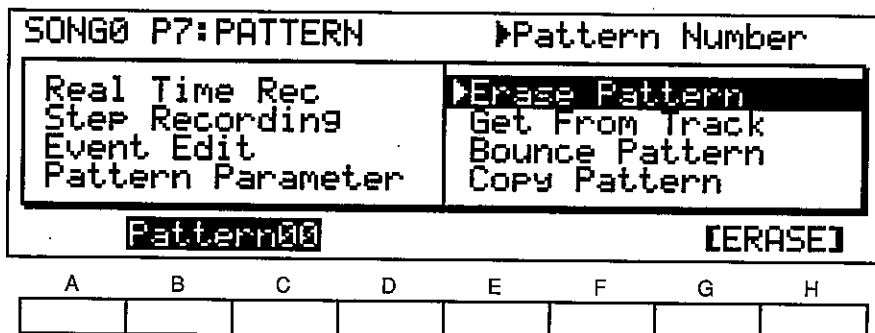 SONG0 P7:PATTERN ▶Pattern Number
Real Time Rec
Step Recording
Event Edit
Pattern Parameter
▶Erase Pattern
Get From Track
Bounce Pattern
Copy Pattern
Pattern00 [ERASE]
A B C D E F G H